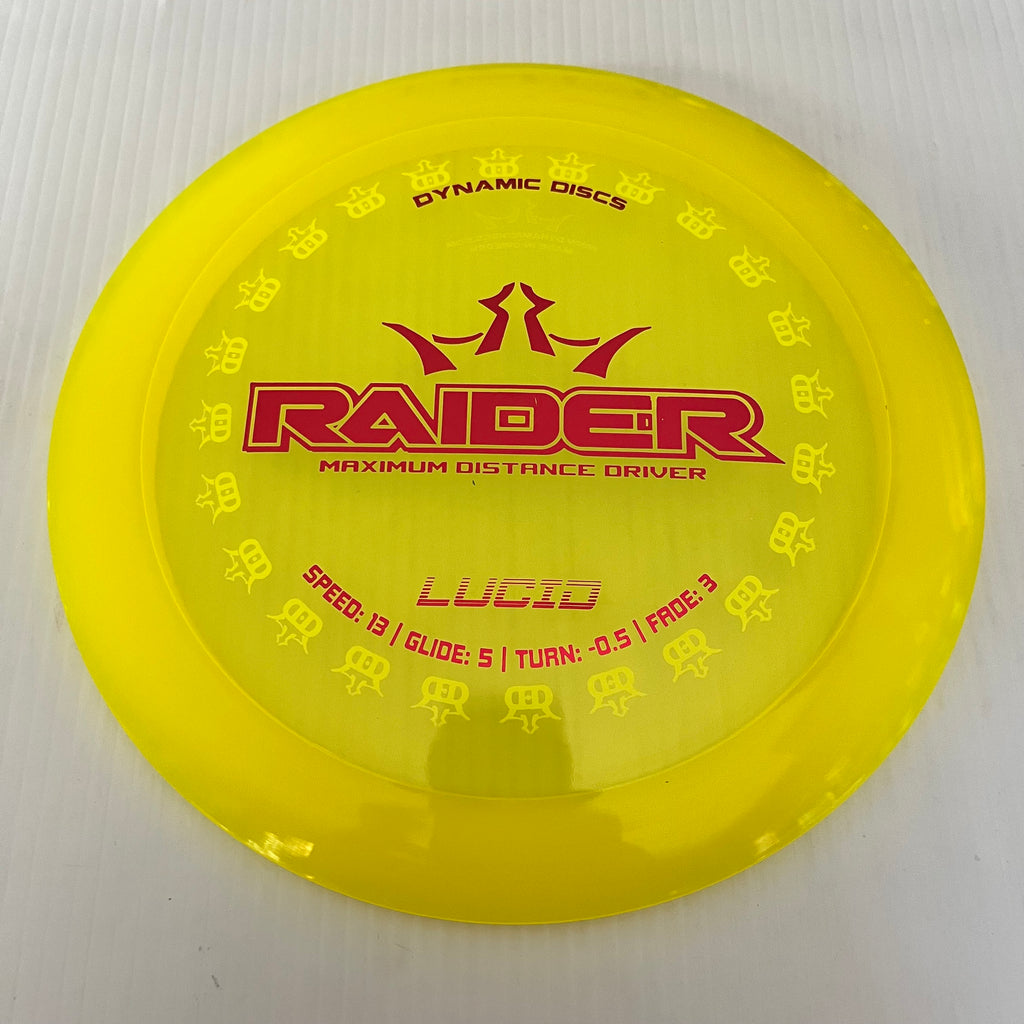 DYNAMIC DISCS
RAIDER
MAXIMUM DISTANCE DRIVER
LUCID
SPEED: 13 | GLIDE: 5 | TURN: -0.5 | FADE: 3